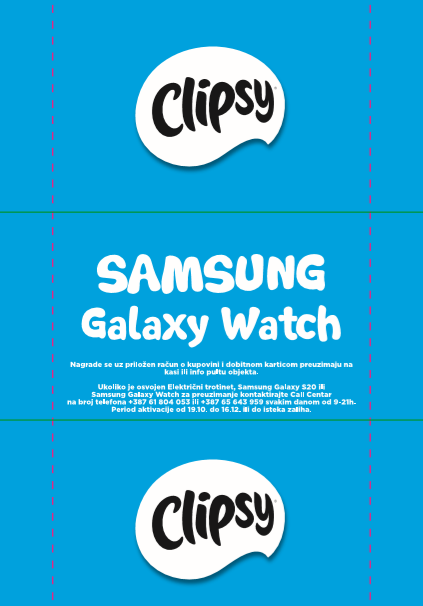 Clipsy
SAMSUNG
Galaxy Watch
Nagrade se uz priložen račun o kupovini i dobitnom karticom preuzimaju na
kasi ili info pultu objekta.
Ukoliko je osvojen Električni trotinet, Samsung Galaxy S20 ili
Samsung Galaxy Watch za preuzimanje kontaktirajte Call Centar
na broj telefona +387 61 804 053 ili +387 65 643 959 svakim danom od 9-21h.
Period aktivacije od 19.10. do 16.12. ili do isteka zaliha.
Clipsy